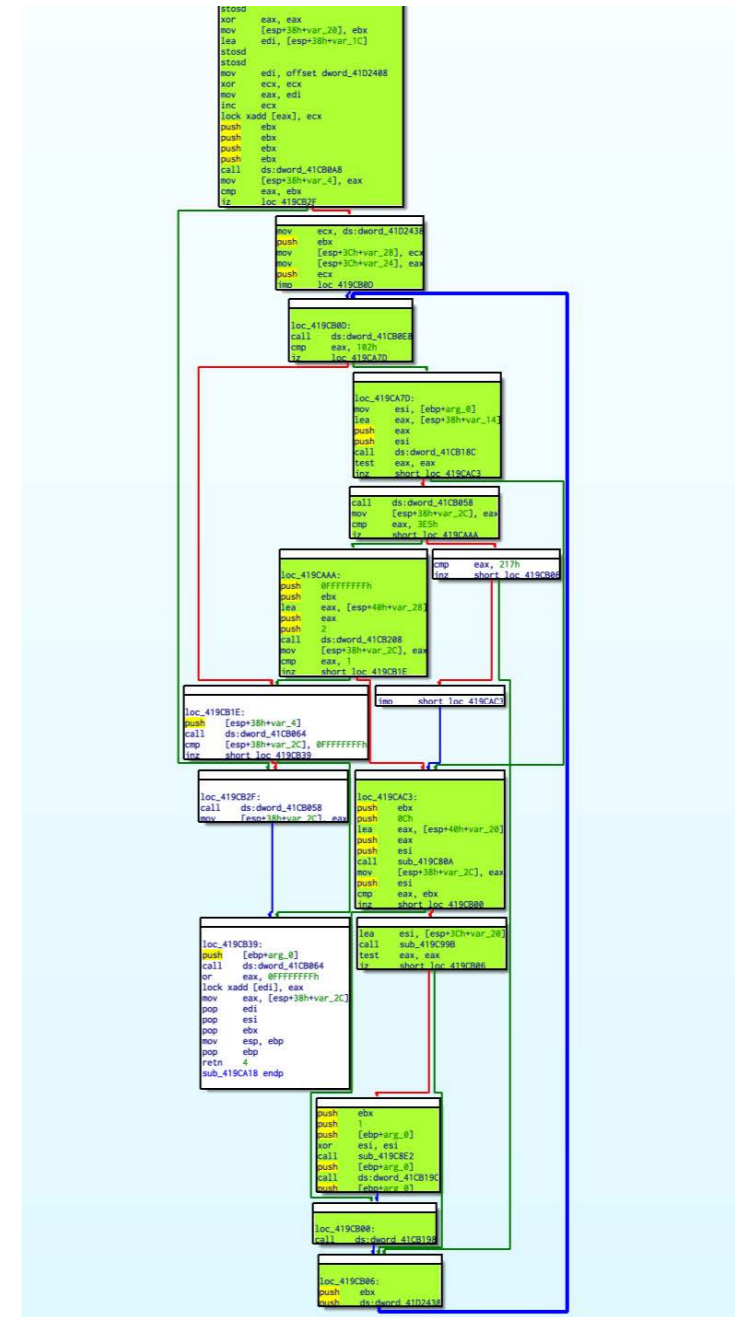 stosd
xor eax, eax
mov [esp+38h+var_20], ebx
lea edi, [esp+38h+var_1C]
stosd
stosd
mov edi, offset dword_41D2408
xor ecx, ecx
mov eax, edi
inc ecx
lock xadd [eax], ecx
push ebx
push ebx
push ebx
push ebx
call ds:dword_41CB0A8
mov [esp+38h+var_4], eax
cmp eax, ebx
jz loc_419CB2F
mov ecx, ds:dword_41D2438
push ebx
mov [esp+3Ch+var_28], ecx
mov [esp+3Ch+var_24], eax
push ecx
jmp loc_419CB0D
loc_419CB0D:
call ds:dword_41CB0E8
cmp eax, 102h
jz loc_419CA7D
loc_419CA7D:
mov esi, [ebp+arg_0]
lea eax, [esp+38h+var_14]
push eax
push esi
call ds:dword_41CB18C
test eax, eax
jnz short loc_419CAC3
call ds:dword_41CB058
mov [esp+38h+var_2C], eax
cmp eax, 3E5h
jz short loc_419CAAA
cmp eax, 217h
jnz short loc_419CB06
loc_419CAAA:
push 0FFFFFFFFh
push ebx
lea eax, [esp+40h+var_28]
push eax
push 2
call ds:dword_41CB208
mov [esp+38h+var_2C], eax
cmp eax, 1
jnz short loc_419CB1E
jmp short loc_419CAC3
loc_419CB1E:
push [esp+38h+var_4]
call ds:dword_41CB064
cmp [esp+38h+var_2C], 0FFFFFFFFh
jnz short loc_419CB39
loc_419CB2F:
call ds:dword_41CB058
mov [esp+38h+var_2C], eax
loc_419CAC3:
push ebx
push 0Ch
lea eax, [esp+40h+var_20]
push eax
push esi
call sub_419C80A
mov [esp+38h+var_2C], eax
push esi
cmp eax, ebx
jnz short loc_419CB00
lea esi, [esp+3Ch+var_20]
call sub_419C99B
test eax, eax
jz short loc_419CB06
loc_419CB39:
push [ebp+arg_0]
call ds:dword_41CB064
or eax, 0FFFFFFFFh
lock xadd [edi], eax
mov eax, [esp+38h+var_2C]
pop edi
pop esi
pop ebx
mov esp, ebp
pop ebp
retn 4
sub_419CA18 endp
push ebx
push 1
push [ebp+arg_0]
xor esi, esi
call sub_419C8E2
push [ebp+arg_0]
call ds:dword_41CB19C
push [ebp+arg_0]
loc_419CB00:
call ds:dword_41CB198
loc_419CB06:
push ebx
push ds:dword_41D2438